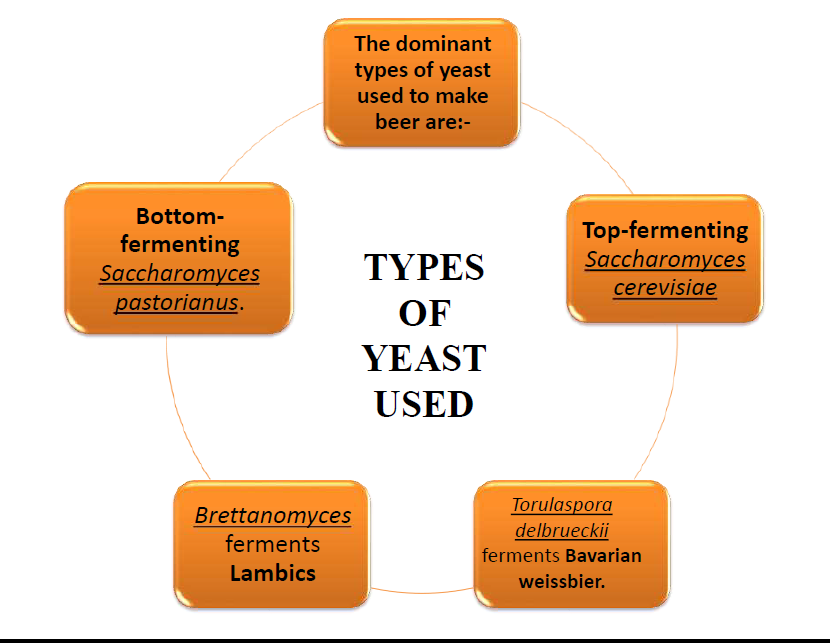 The dominant
types of yeast
used to make
beer are:-
Top-fermenting
Saccharomyces
cerevisiae
Torulaspora
delbrueckii
ferments Bavarian
weissbier.
Brettanomyces
ferments
Lambics
Bottom-
fermenting
Saccharomyces
pastorianus.
TYPES
OF
YEAST
USED